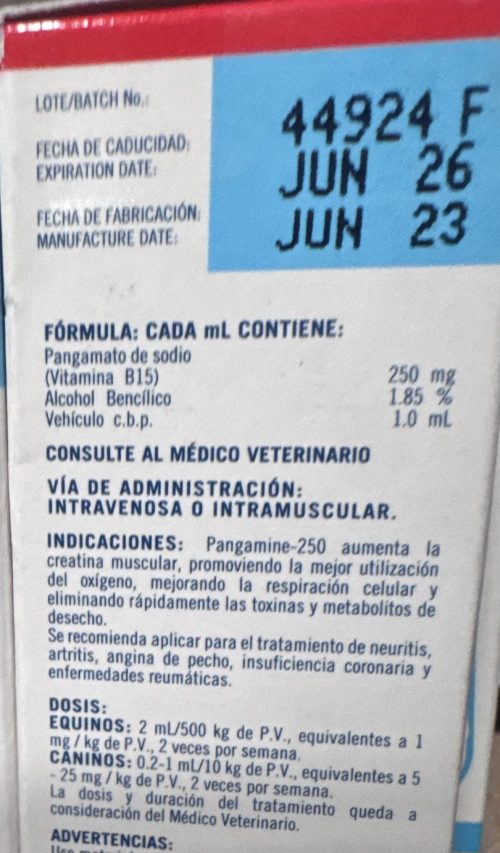 LOTE/BATCH No.: 44924 F
FECHA DE CADUCIDAD: JUN 26
EXPIRATION DATE:
FECHA DE FABRICACIÓN: JUN 23
MANUFACTURE DATE:
FÓRMULA: CADA mL CONTIENE:
Pangamato de sodio
(Vitamina B15) 250 mg
Alcohol Bencílico 1.85 %
Vehículo c.b.p. 1.0 mL
CONSULTE AL MÉDICO VETERINARIO
VÍA DE ADMINISTRACIÓN:
INTRAVENOSA O INTRAMUSCULAR.
INDICACIONES: Pangamine-250 aumenta la
creatina muscular, promoviendo la mejor utilización
del oxígeno, mejorando la respiración celular y
eliminando rápidamente las toxinas y metabolitos de
desecho.
Se recomienda aplicar para el tratamiento de neuritis,
artritis, angina de pecho, insuficiencia coronaria y
enfermedades reumáticas.
DOSIS:
EQUINOS: 2 mL/500 kg de P.V., equivalentes a 1
mg/kg de P.V., 2 veces por semana.
CANINOS: 0.2-1 mL/10 kg de P.V., equivalentes a 5
- 25 mg/kg de P.V., 2 veces por semana.
La dosis y duración del tratamiento queda a
consideración del Médico Veterinario.
ADVERTENCIAS: